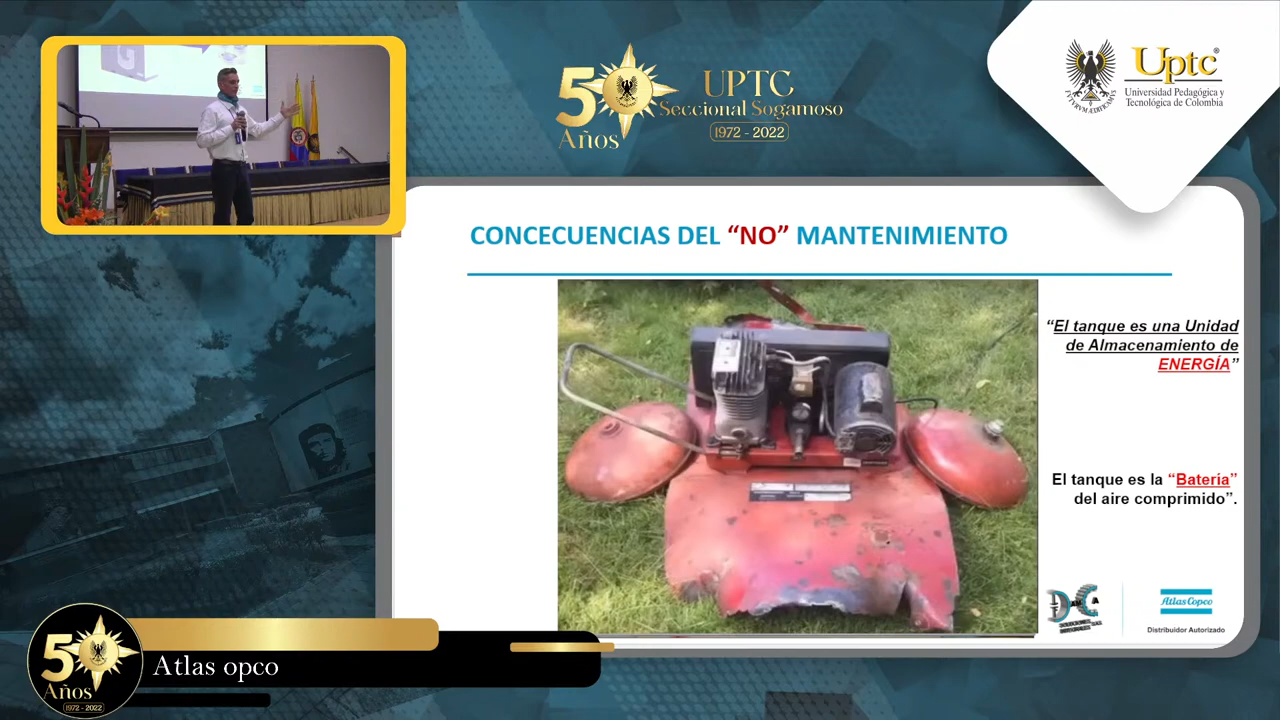 50
Años
UPTC
Seccional Sogamoso
1972 - 2022
Uptc®
Universidad Pedagógica y
Tecnológica de Colombia
CONCECUENCIAS DEL “NO” MANTENIMIENTO
“El tanque es una Unidad
de Almacenamiento de
ENERGÍA”
El tanque es la “Batería”
del aire comprimido”.
Atlas Copco
Distribuidor Autorizado
50
Años
1972 - 2022
Atlas opco
G